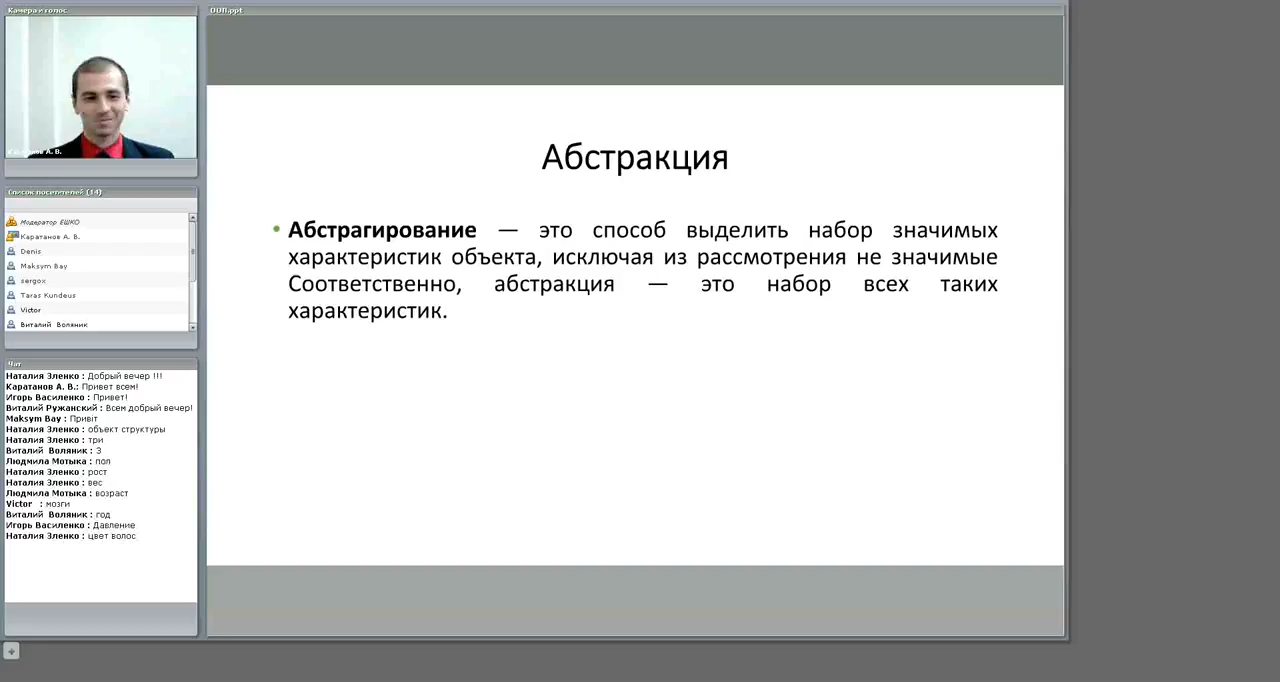 Камера и голос
Каратанов А. В.
Список посетителей (14)
Модератор ЕШКО
Каратанов А. В.
Denis
Maksym Bay
sergox
Taras Kundeus
Victor
Виталий Воляник
Чат
Наталия Зленко : Добрый вечер !!!
Каратанов А. В.: Привет всем!
Игорь Василенко : Привет!
Виталий Ружанский : Всем добрый вечер!
Maksym Bay : Привіт
Наталия Зленко : объект структуры
Наталия Зленко : три
Виталий Воляник : 3
Людмила Мотыка : пол
Наталия Зленко : рост
Наталия Зленко : вес
Людмила Мотыка : возраст
Victor : мозги
Виталий Воляник : год
Игорь Василенко : Давление
Наталия Зленко : цвет волос
ООП.ppt
Абстракция
• Абстрагирование — это способ выделить набор значимых
характеристик объекта, исключая из рассмотрения не значимые
Соответственно, абстракция — это набор всех таких
характеристик.